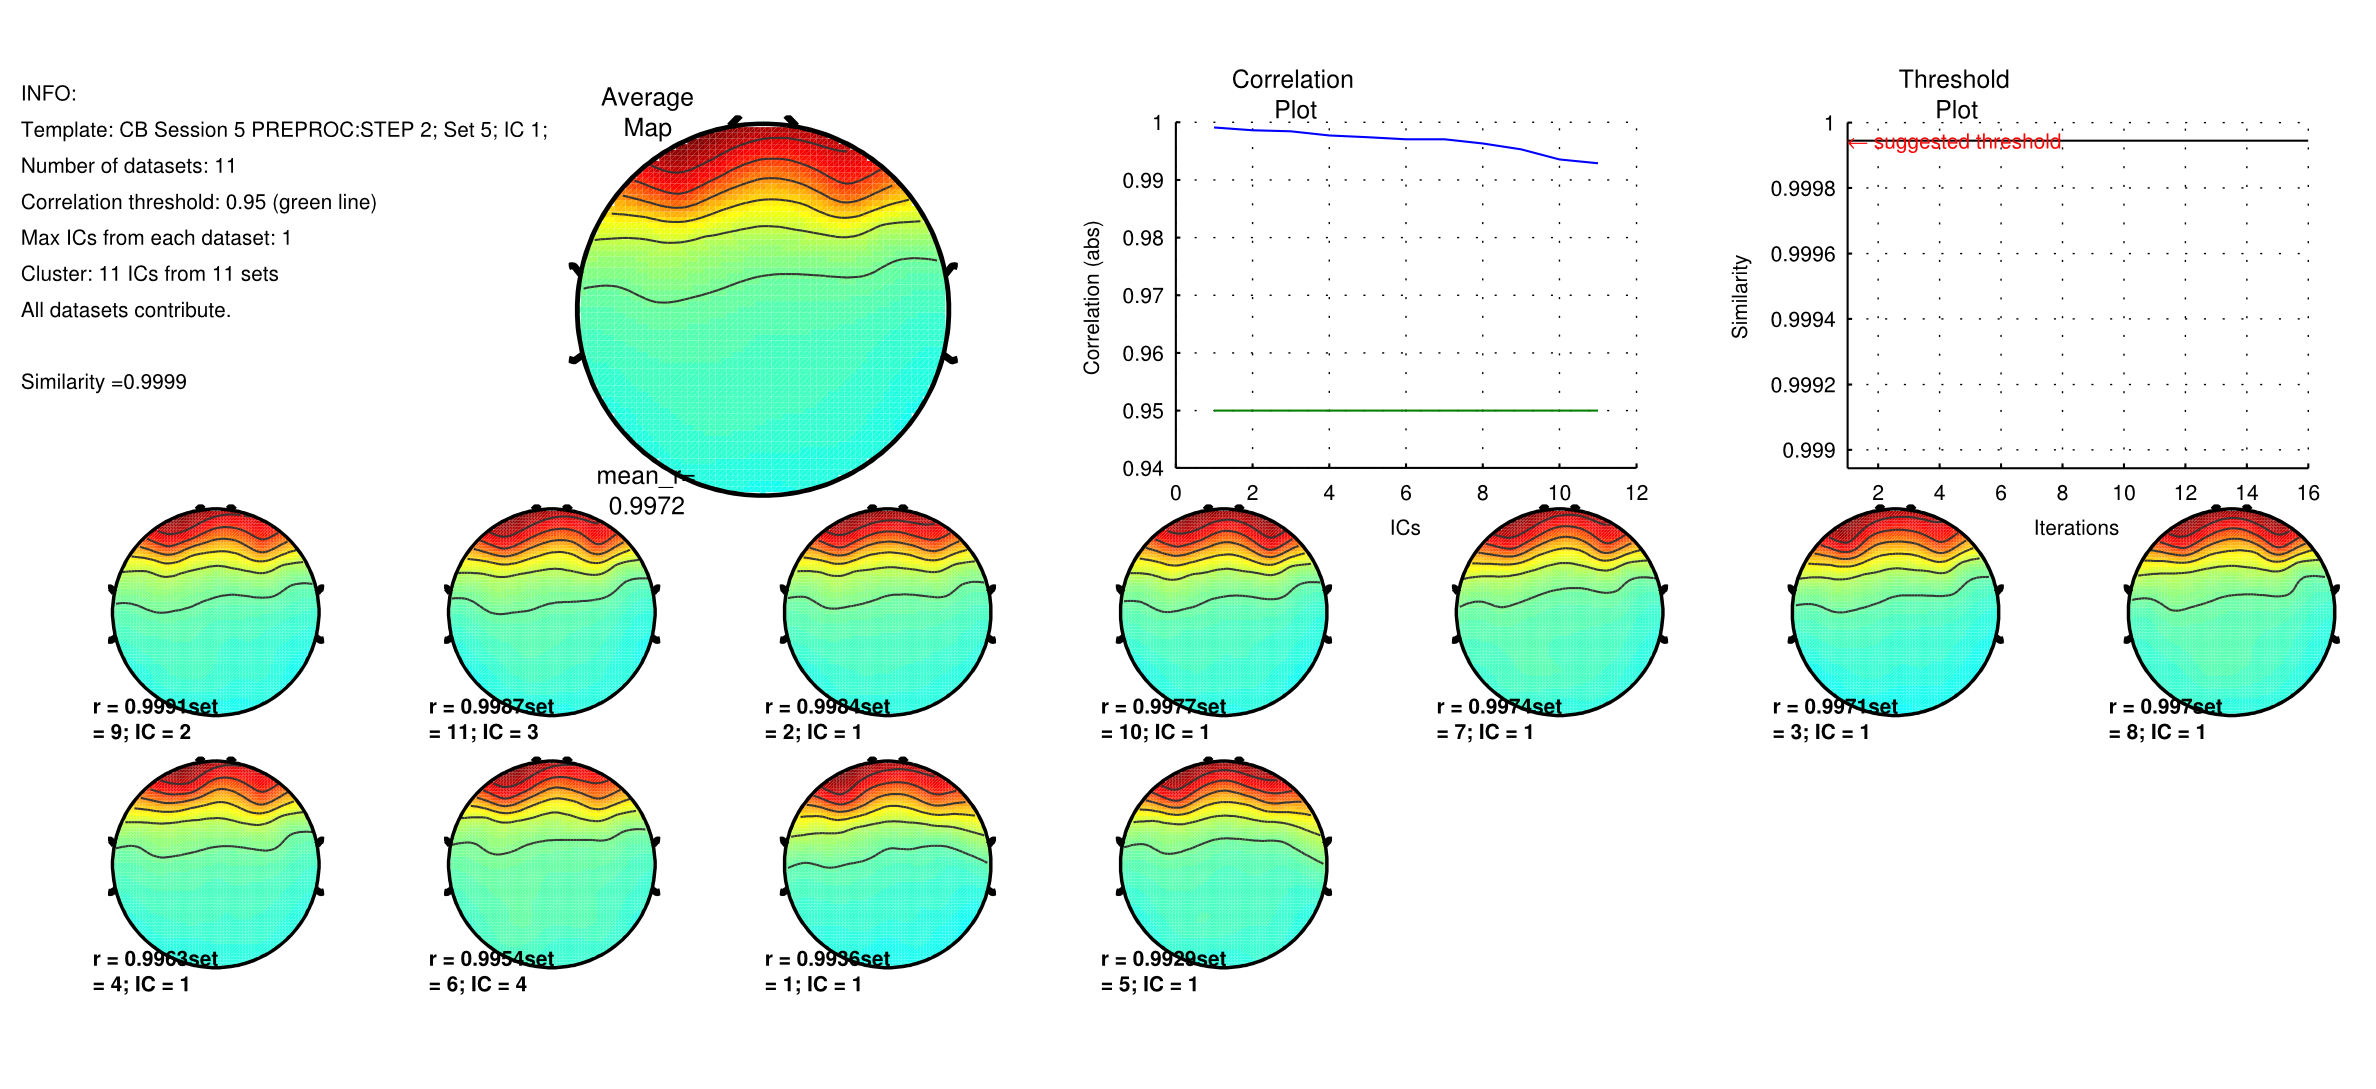 INFO:
Template: CB Session 5 PREPROC:STEP 2; Set 5; IC 1;
Number of datasets: 11
Correlation threshold: 0.95 (green line)
Max ICs from each dataset: 1
Cluster: 11 ICs from 11 sets
All datasets contribute.
Similarity =0.9999
Average
Map
mean_r=
0.9972
Correlation
Plot
Correlation (abs)
1
0.99
0.98
0.97
0.96
0.95
0.94
0 2 4 6 8 10 12
ICs
Threshold
Plot
Similarity
← suggested threshold
1
0.9998
0.9996
0.9994
0.9992
0.999
2 4 6 8 10 12 14 16
Iterations
r = 0.9991set
= 9; IC = 2
r = 0.9987set
= 11; IC = 3
r = 0.9984set
= 2; IC = 1
r = 0.9977set
= 10; IC = 1
r = 0.9974set
= 7; IC = 1
r = 0.9971set
= 3; IC = 1
r = 0.997set
= 8; IC = 1
r = 0.9963set
= 4; IC = 1
r = 0.9954set
= 6; IC = 4
r = 0.9936set
= 1; IC = 1
r = 0.9929set
= 5; IC = 1